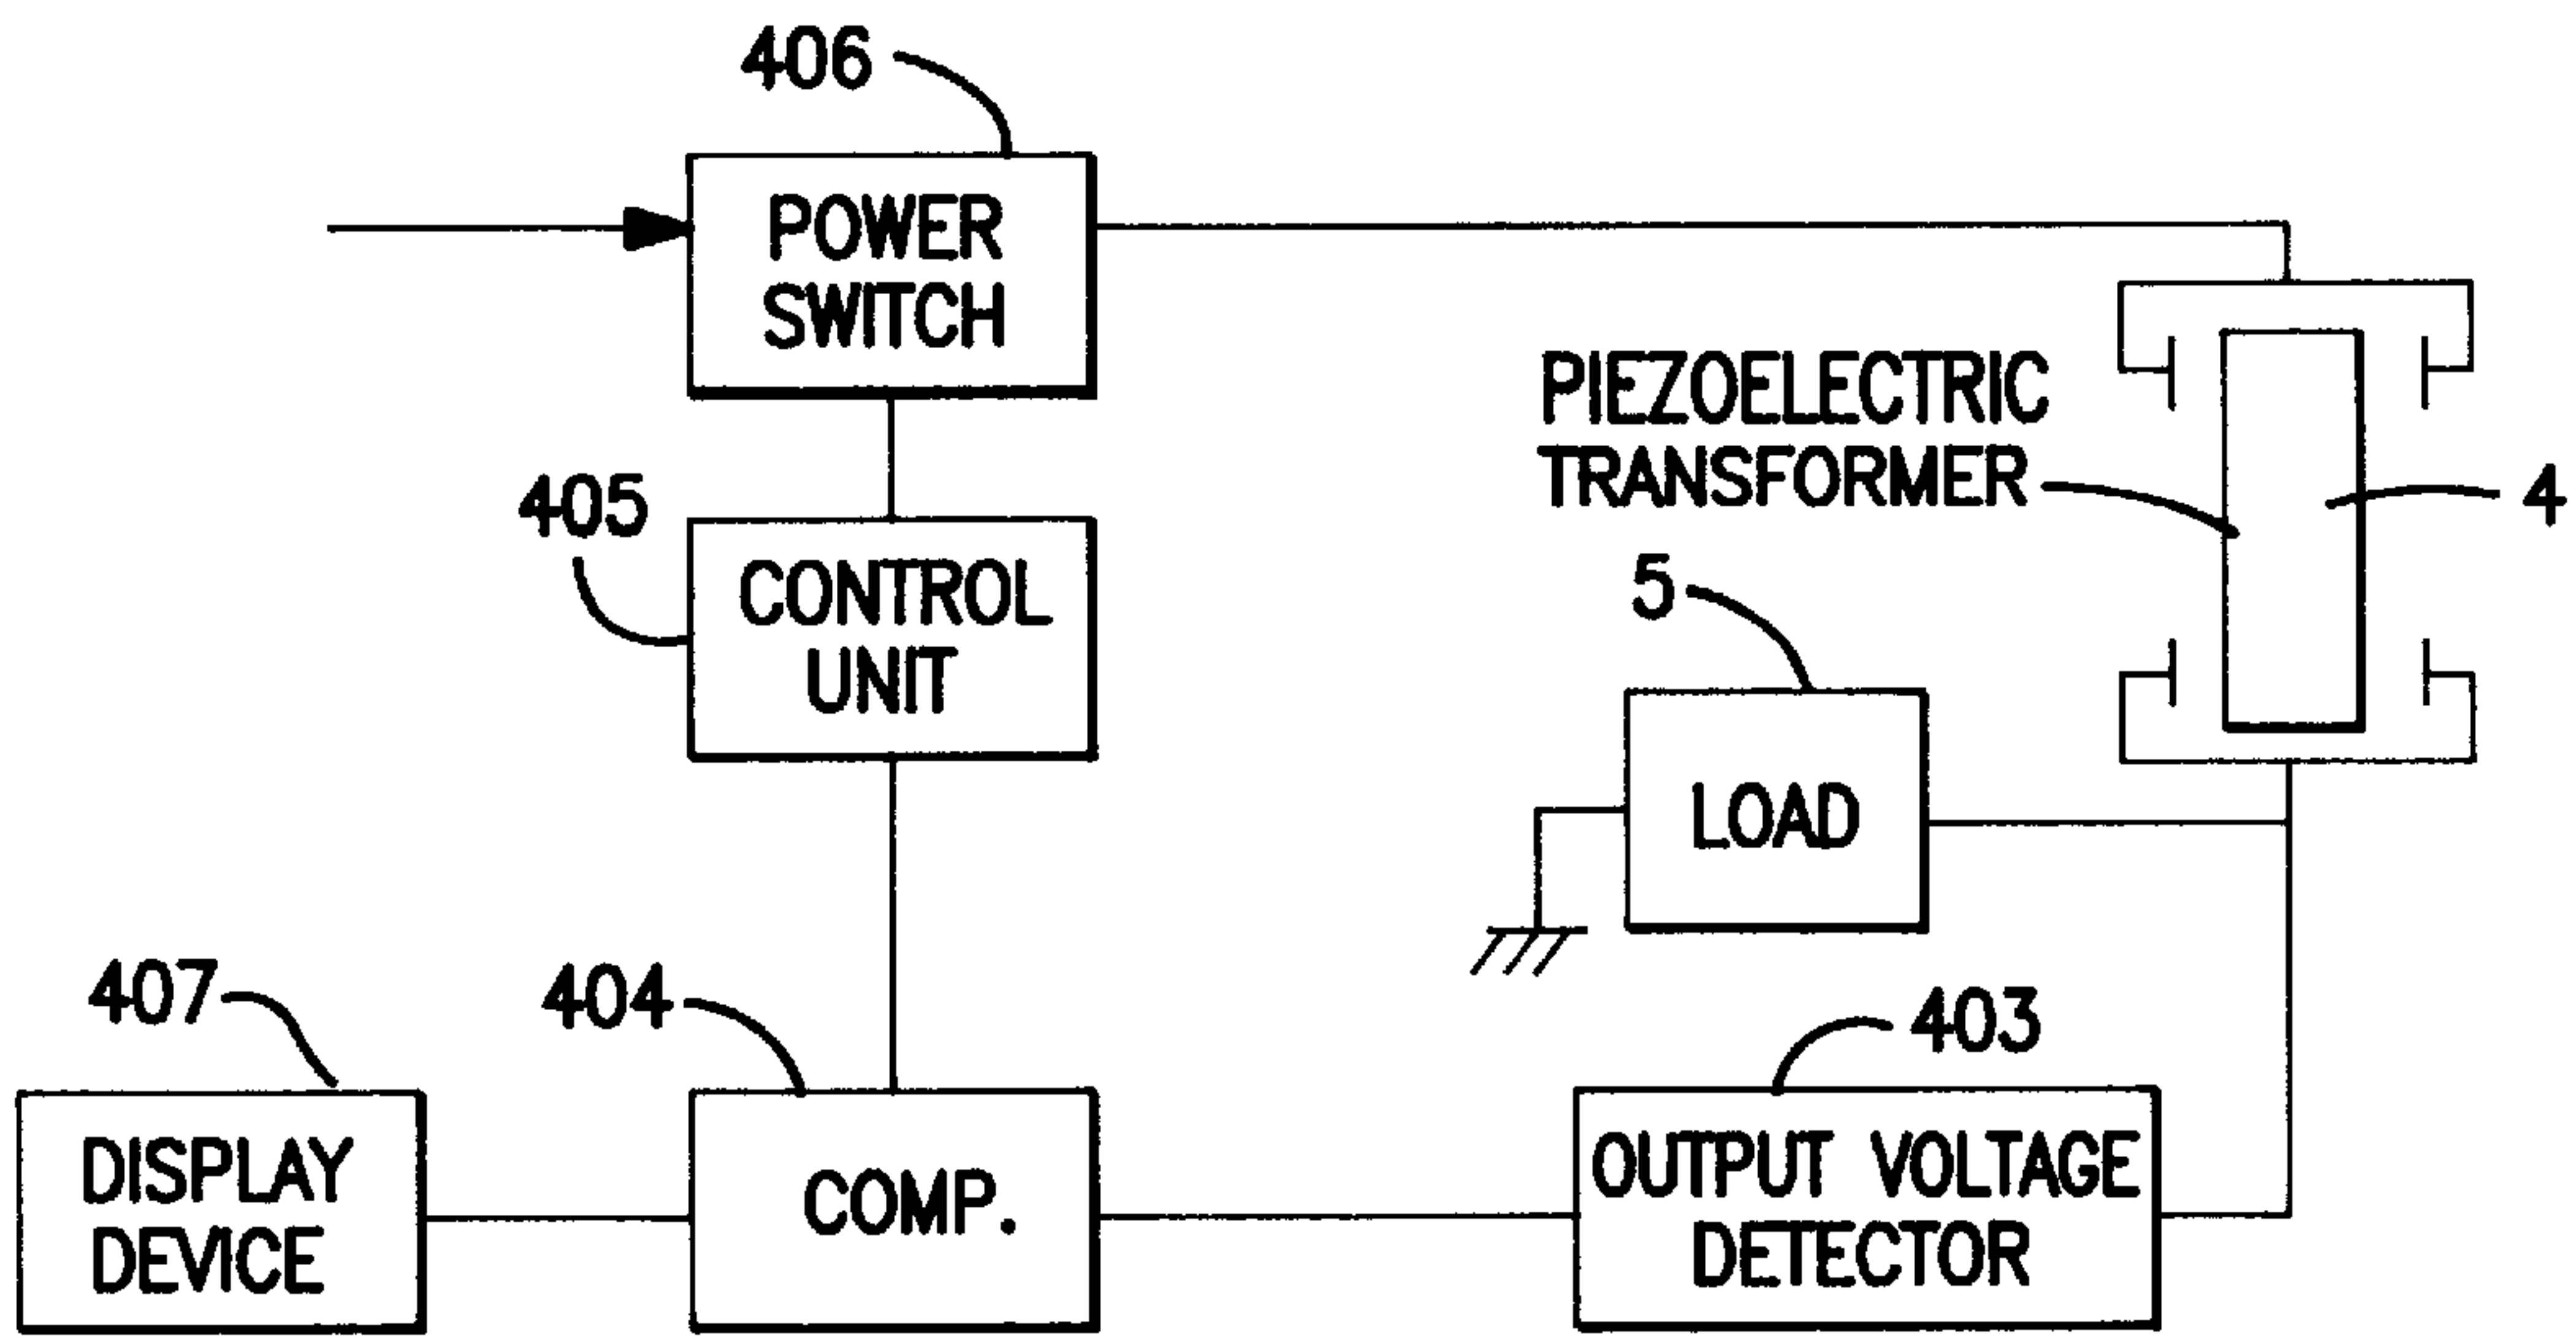 406
POWER
SWITCH
PIEZOELECTRIC
TRANSFORMER
4
405
CONTROL
UNIT
5
LOAD
407
404
403
DISPLAY
DEVICE
COMP.
OUTPUT VOLTAGE
DETECTOR